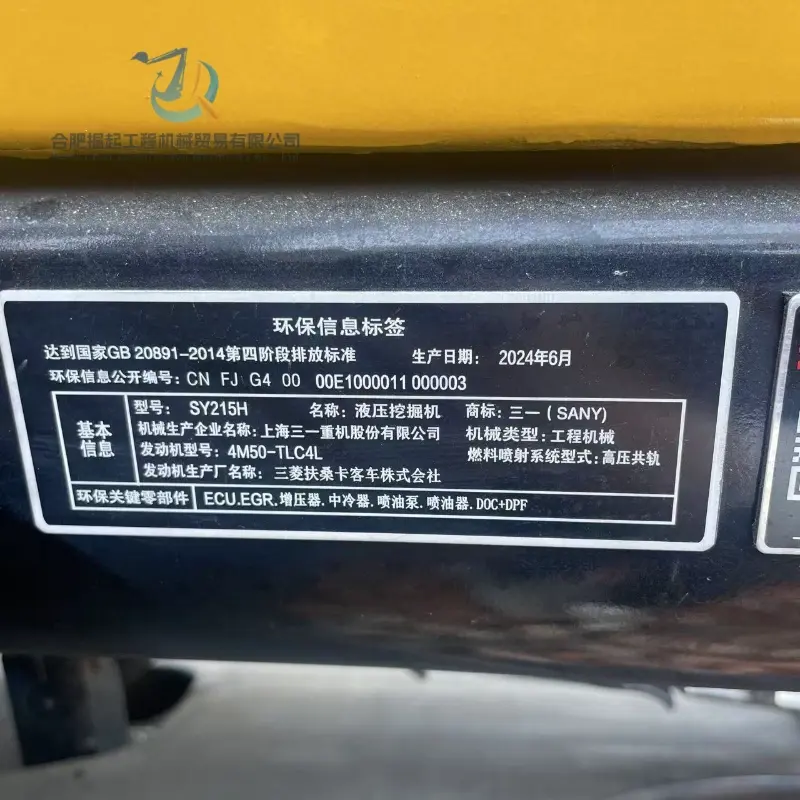 合肥掘起工程机械贸易有限公司
环保信息标签
达到国家GB 20891-2014第四阶段排放标准 生产日期: 2024年6月
环保信息公开编号: CN FJ G4 00 00E1000011 000003
基本信息
型号: SY215H 名称: 液压挖掘机 商标: 三一 (SANY)
机械生产企业名称: 上海三一重机股份有限公司 机械类型: 工程机械
发动机型号: 4M50-TLC4L 燃料喷射系统型式: 高压共轨
发动机生产厂名称: 三菱扶桑卡客车株式会社
环保关键零部件 ECU.EGR.增压器.中冷器.喷油泵.喷油器.DOC+DPF